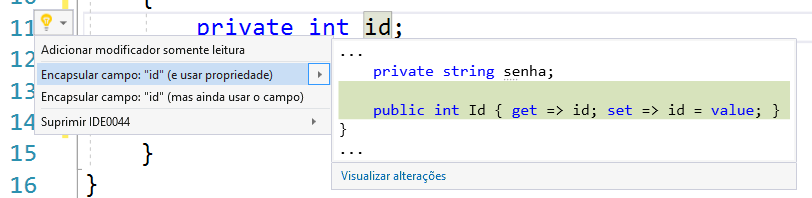 11 private int id;
12 Adicionar modificador somente leitura
Encapsular campo: "id" (e usar propriedade)
13 Encapsular campo: "id" (mas ainda usar o campo)
14 Suprimir IDE0044
...
private string senha;
public int Id { get => id; set => id = value; }
}
...
Visualizar alterações
15 }
16 }